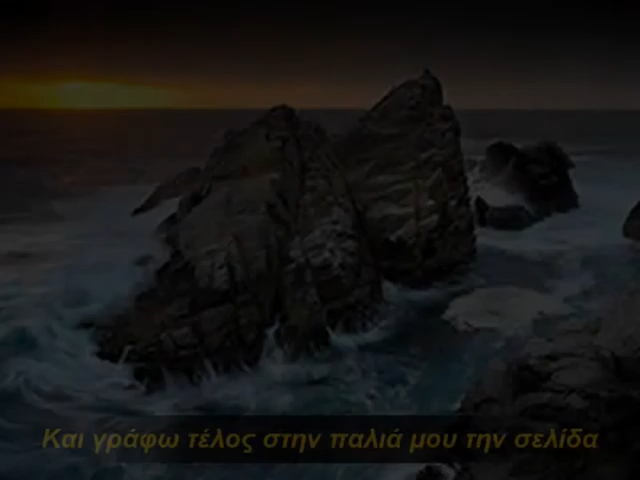 Και γράφω τέλος στην παλιά μου την σελίδα